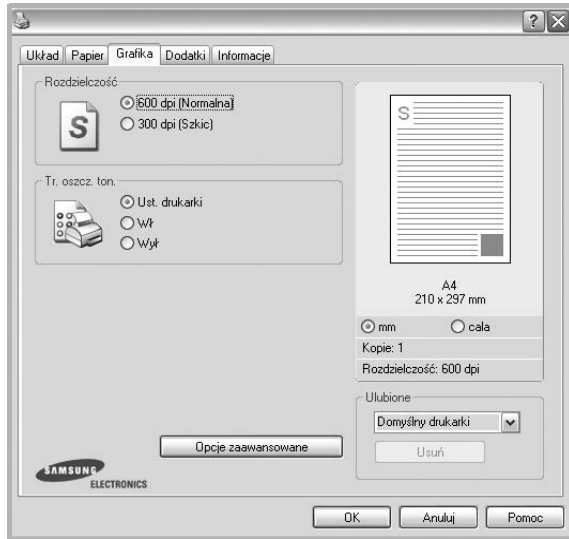 Układ Papier Grafika Dodatki Informacje
Rozdzielczość
600 dpi (Normalna)
300 dpi (Szkic)
S
Tr. oszcz. ton.
Ust. drukarki
Wł
Wył
S
A4
210 x 297 mm
mm cala
Kopie: 1
Rozdzielczość: 600 dpi
Ulubione
Domyślny drukarki
Usuń
Opcje zaawansowane
SAMSUNG
ELECTRONICS
OK Anuluj Pomoc